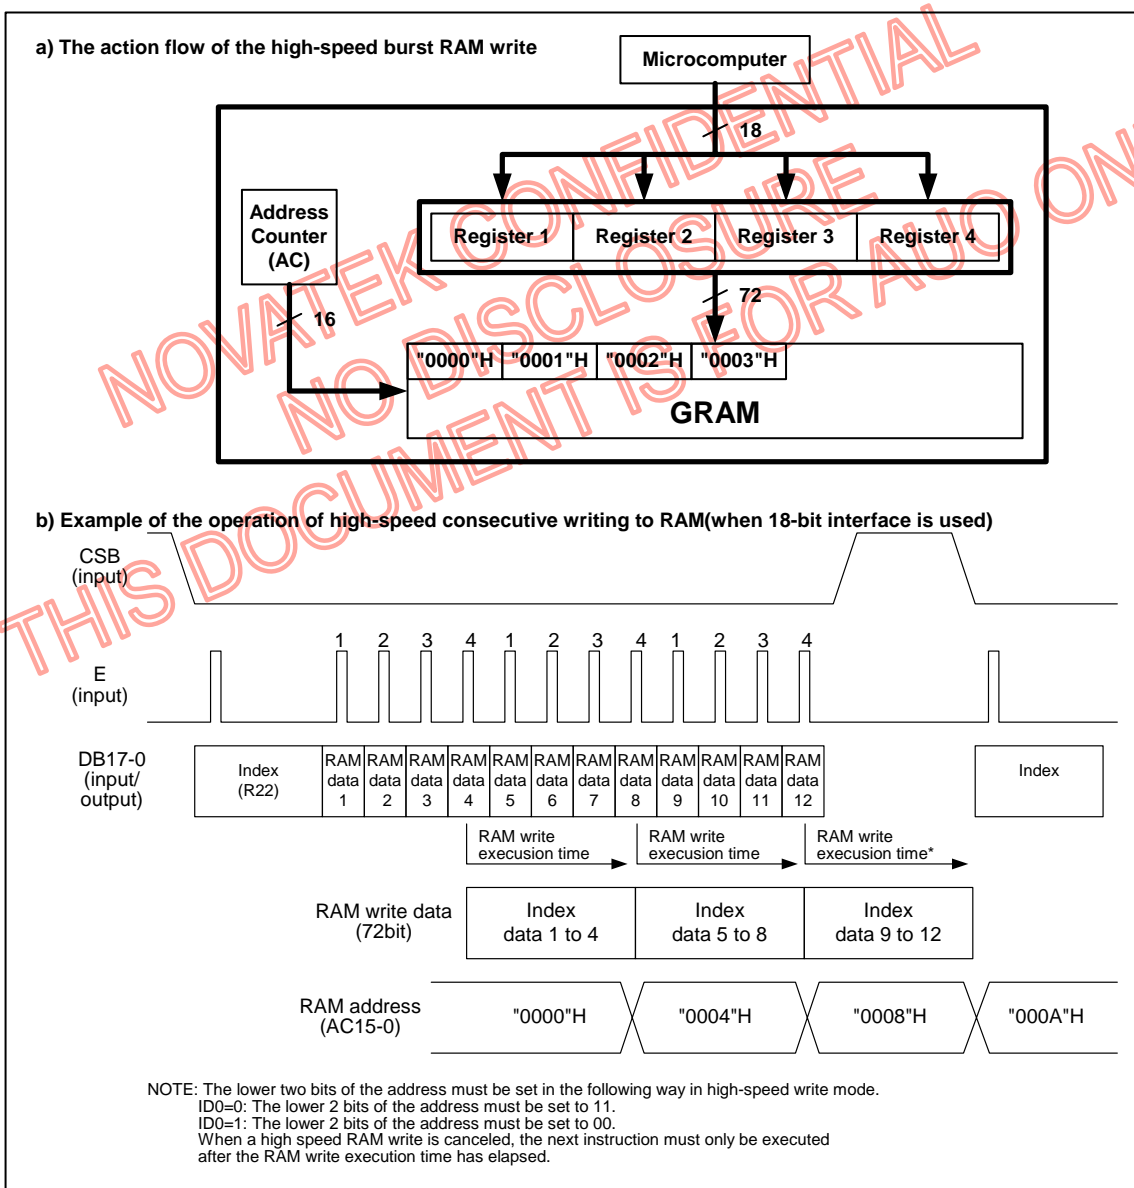 a) The action flow of the high-speed burst RAM write
Microcomputer
18
Address
Counter
(AC)
Register 1 Register 2 Register 3 Register 4
72
16
"0000"H "0001"H "0002"H "0003"H
GRAM
NOVATEK CONFIDENTIAL
NO DISCLOSURE
THIS DOCUMENT IS FOR AUO ON
b) Example of the operation of high-speed consecutive writing to RAM(when 18-bit interface is used)
CSB
(input)
1 2 3 4 1 2 3 4 1 2 3 4
E
(input)
DB17-0
(input/
output)
Index
(R22)
RAM data 1
RAM data 2
RAM data 3
RAM data 4
RAM data 5
RAM data 6
RAM data 7
RAM data 8
RAM data 9
RAM data 10
RAM data 11
RAM data 12
Index
RAM write
execusion time
RAM write
execusion time
RAM write
execusion time*
RAM write data
(72bit)
Index
data 1 to 4
Index
data 5 to 8
Index
data 9 to 12
RAM address
(AC15-0)
"0000"H "0004"H "0008"H "000A"H
NOTE: The lower two bits of the address must be set in the following way in high-speed write mode.
ID0=0: The lower 2 bits of the address must be set to 11.
ID0=1: The lower 2 bits of the address must be set to 00.
When a high speed RAM write is canceled, the next instruction must only be executed
after the RAM write execution time has elapsed.